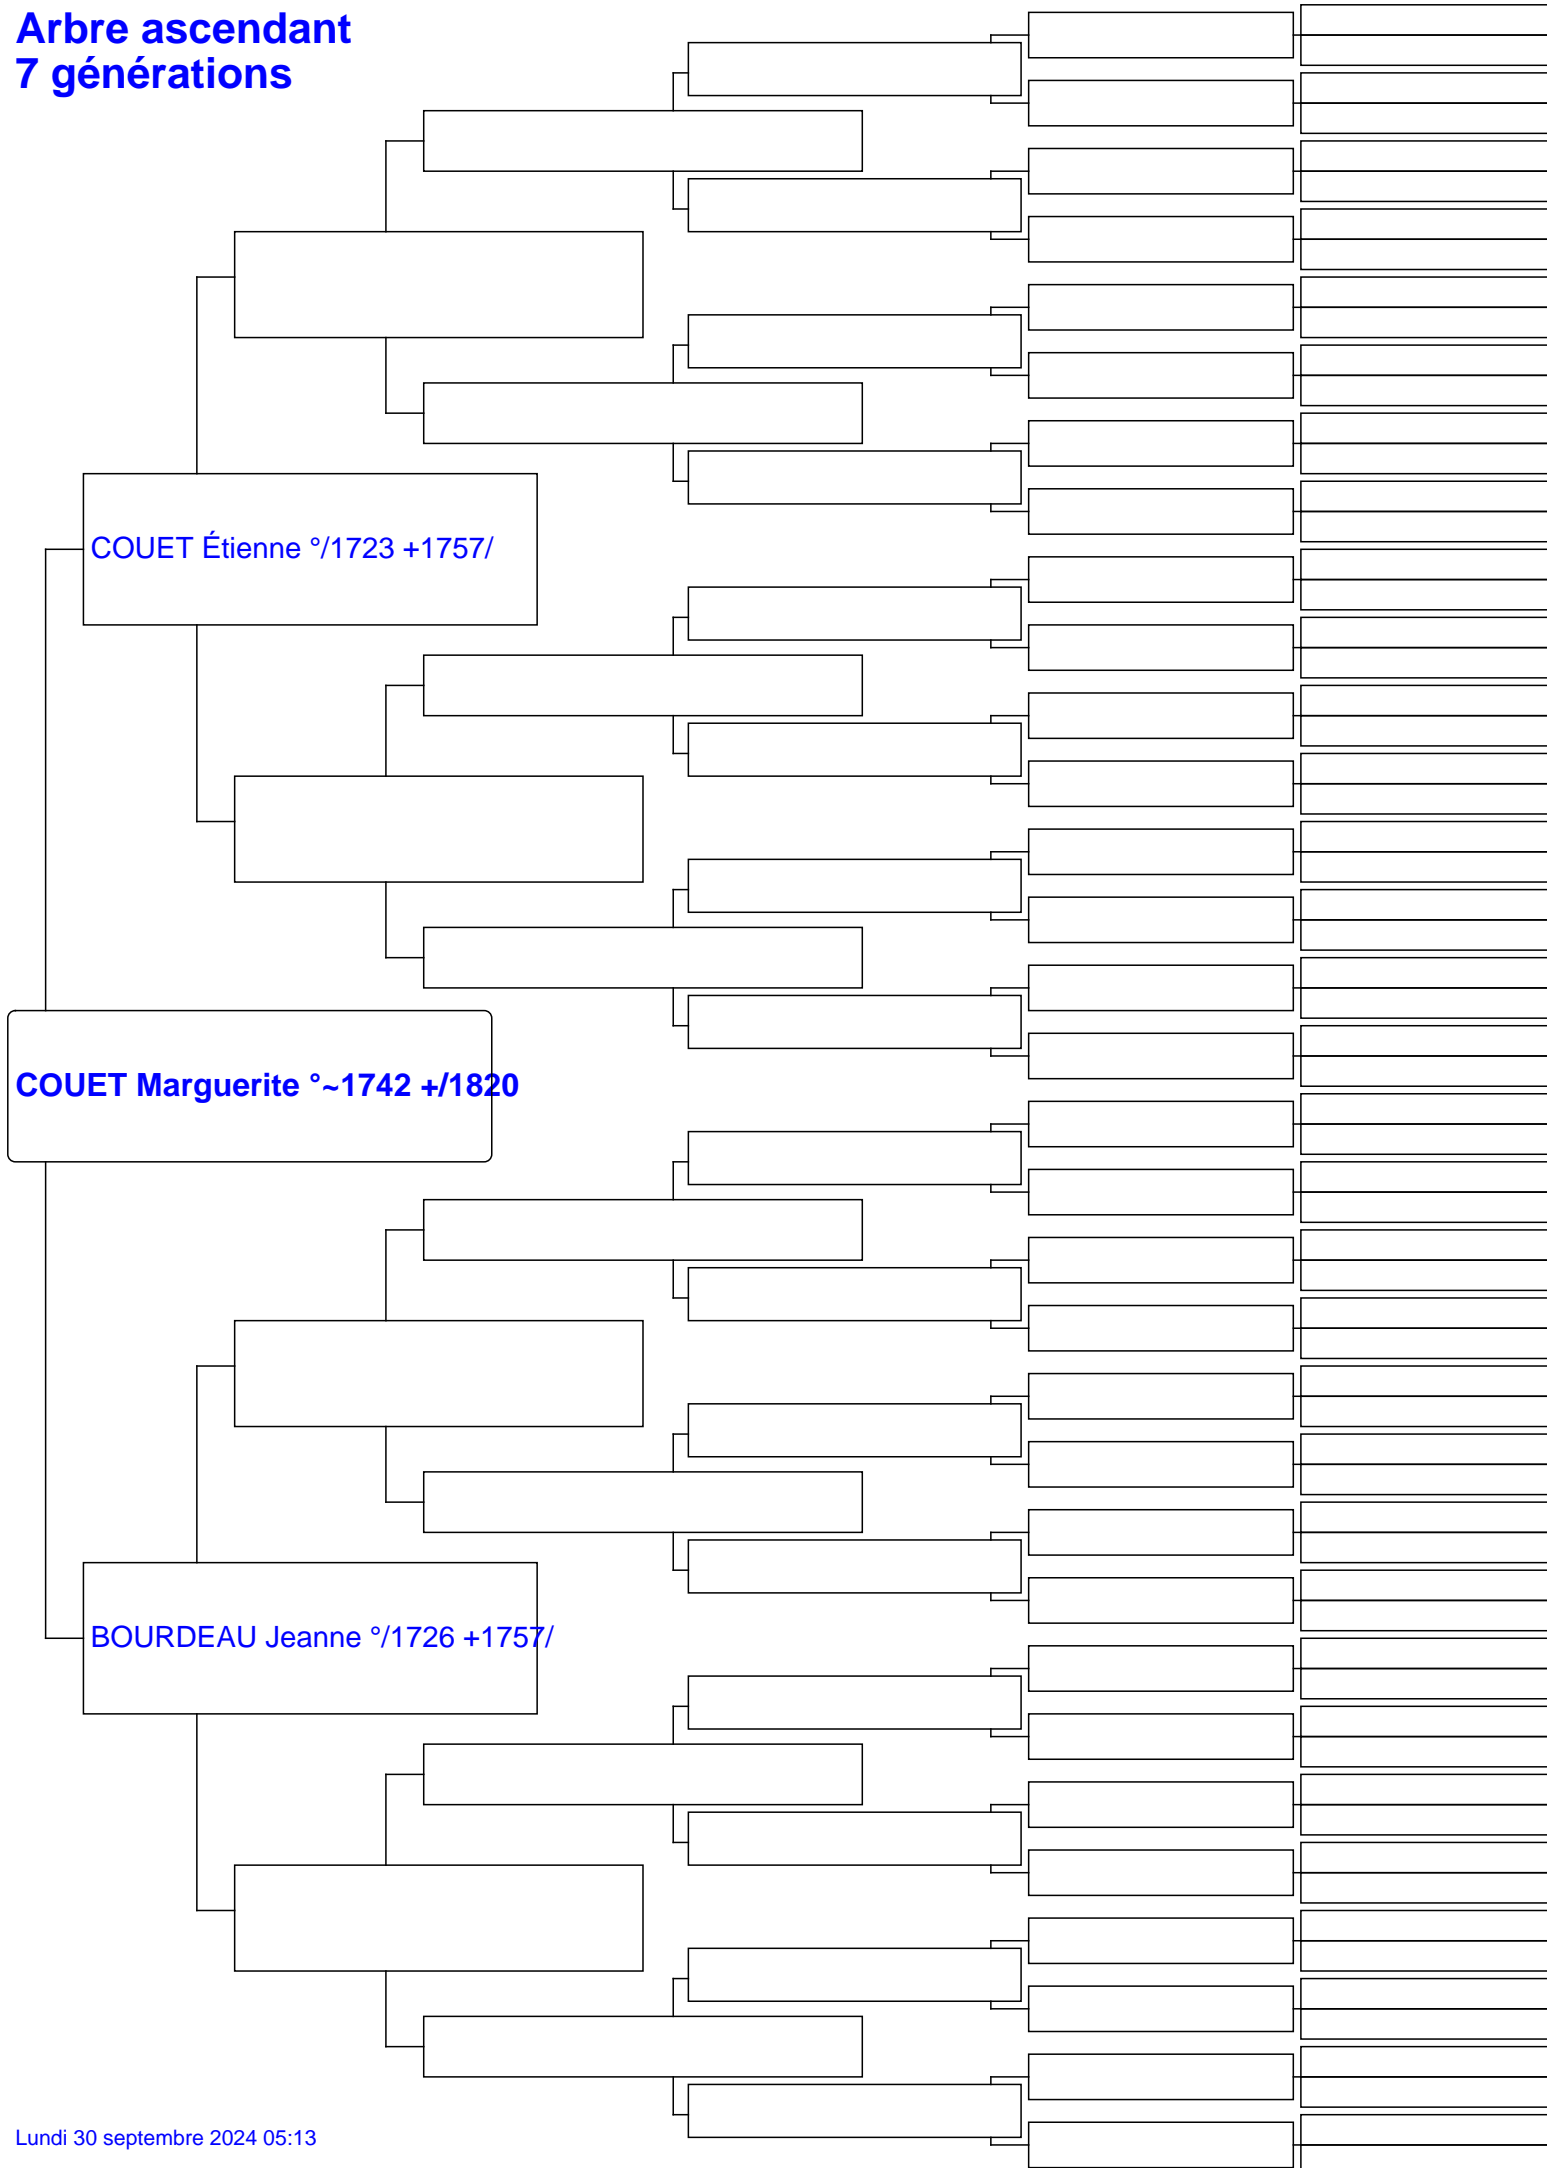 Arbre ascendant
7 générations
COUET Étienne °/1723 +1757/
COUET Marguerite °~1742 +/1820
BOURDEAU Jeanne °/1726 +1757/
Lundi 30 septembre 2024 05:13